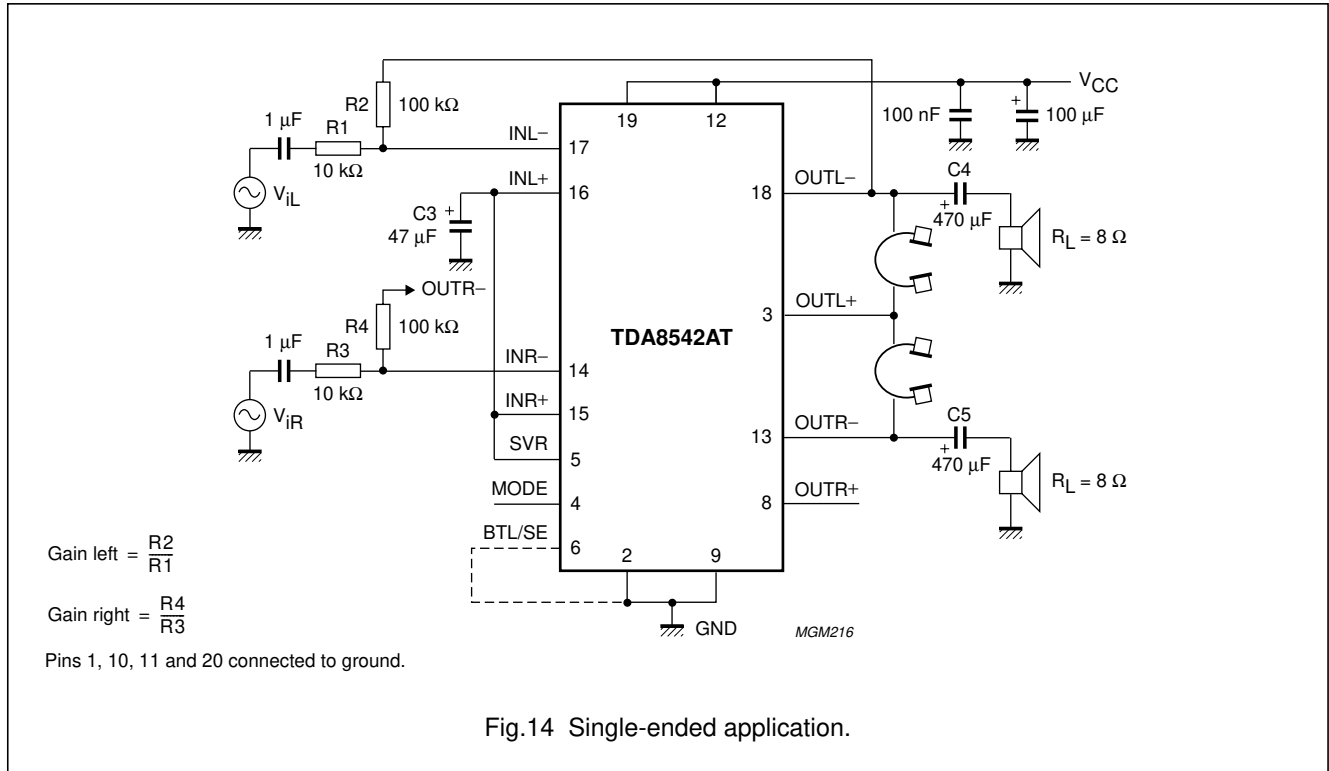 VCC
R2
100 kΩ
1 μF
R1
10 kΩ
ViL
INL−
17
INL+
16
C3
+
47 μF
19
12
100 nF
+
100 μF
OUTL−
18
C4
+
470 μF
RL = 8 Ω
OUTR−
R4
100 kΩ
1 μF
R3
10 kΩ
ViR
INR−
14
INR+
15
SVR
5
MODE
4
BTL/SE
6
TDA8542AT
OUTL+
3
OUTR−
13
C5
+
470 μF
RL = 8 Ω
OUTR+
8
2
9
GND
MGM216
Gain left = R2
R1
Gain right = R4
R3
Pins 1, 10, 11 and 20 connected to ground.
Fig.14 Single-ended application.